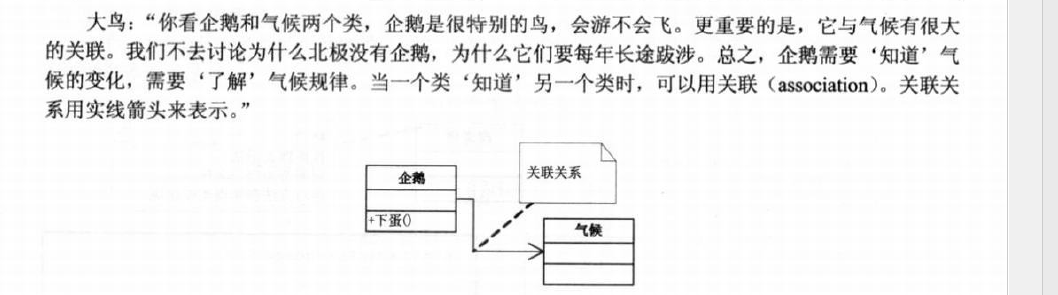 大鸟：“你看企鹅和气候两个类，企鹅是很特别的鸟，会游不会飞。更重要的是，它与气候有很大
的关联。我们不去讨论为什么北极没有企鹅，为什么它们要每年长途跋涉。总之，企鹅需要‘知道’气
候的变化，需要‘了解’气候规律。当一个类‘知道’另一个类时，可以用关联（association）。关联关
系用实线箭头来表示。”
企鹅
+下蛋()
关联关系
气候